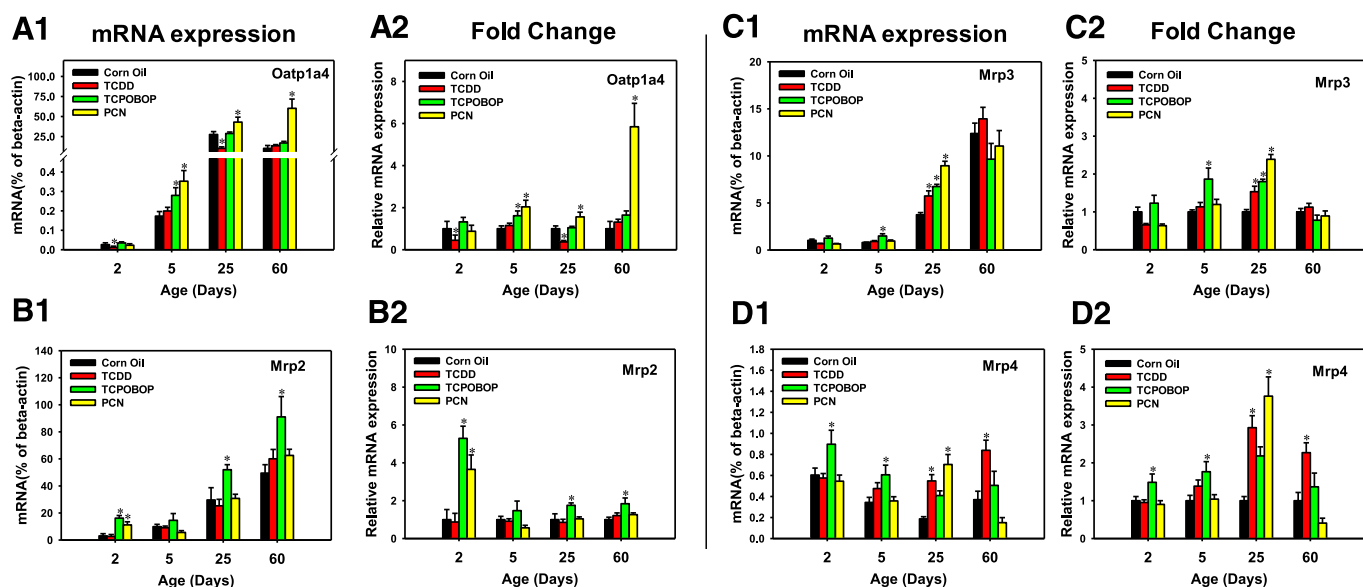 A1
mRNA expression
mRNA(% of beta-actin)
100.0
75.0
50.0
25.0
0.4
0.2
0.0
Corn Oil
TCDD
TCPOBOP
PCN
Oatp1a4
* * * * * *
2 5 25 60
Age (Days)
A2
Fold Change
Relative mRNA expression
8
6
4
2
0
Corn Oil
TCDD
TCPOBOP
PCN
Oatp1a4
* * * * * *
2 5 25 60
Age (Days)
B1
mRNA(% of beta-actin)
140
120
100
80
60
40
20
0
Corn Oil
TCDD
TCPOBOP
PCN
Mrp2
* * * *
2 5 25 60
Age (Days)
B2
Relative mRNA expression
8
6
4
2
0
Corn Oil
TCDD
TCPOBOP
PCN
Mrp2
* * * *
2 5 25 60
Age (Days)
C1
mRNA expression
mRNA(% of beta-actin)
20
15
10
5
0
Corn Oil
TCDD
TCPOBOP
PCN
Mrp3
* * * *
2 5 25 60
Age (Days)
C2
Fold Change
Relative mRNA expression
5
4
3
2
1
0
Corn Oil
TCDD
TCPOBOP
PCN
Mrp3
* * * *
2 5 25 60
Age (Days)
D1
mRNA(% of beta-actin)
1.8
1.6
1.4
1.2
1.0
0.8
0.6
0.4
0.2
0.0
Corn Oil
TCDD
TCPOBOP
PCN
Mrp4
* * * * *
2 5 25 60
Age (Days)
D2
Relative mRNA expression
5
4
3
2
1
0
Corn Oil
TCDD
TCPOBOP
PCN
Mrp4
* * * * *
2 5 25 60
Age (Days)